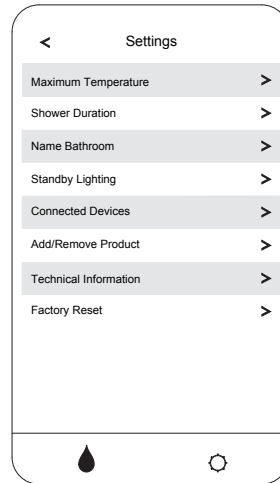 Settings
Maximum Temperature
Shower Duration
Name Bathroom
Standby Lighting
Connected Devices
Add/Remove Product
Technical Information
Factory Reset